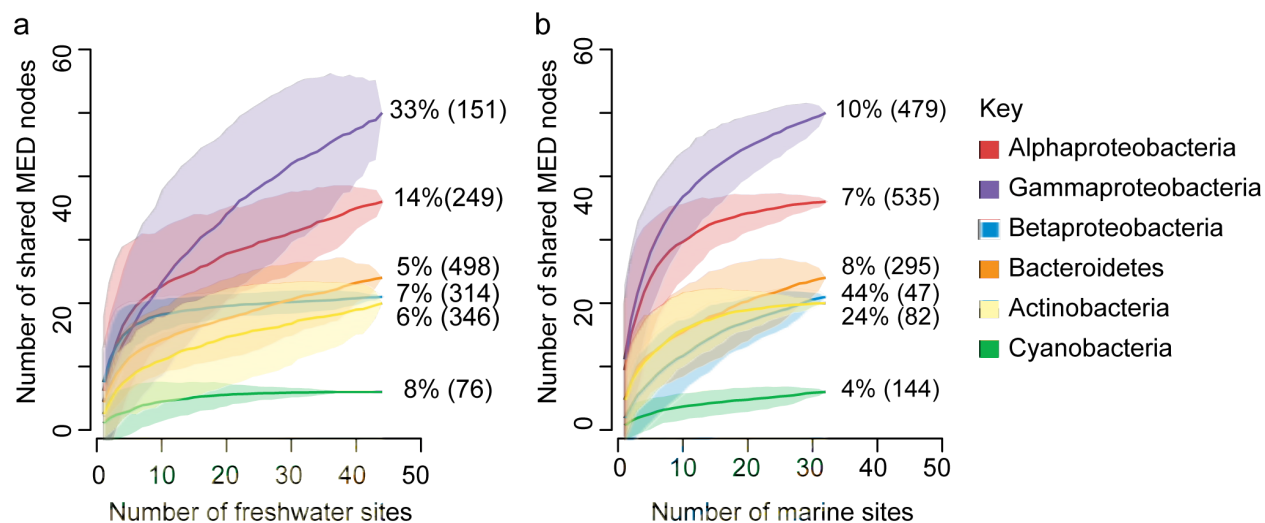 a
Number of shared MED nodes
0
20
40
60
33% (151)
14%(249)
5% (498)
7% (314)
6% (346)
8% (76)
0
10
20
30
40
50
Number of freshwater sites
b
Number of shared MED nodes
0
20
40
60
10% (479)
7% (535)
8% (295)
44% (47)
24% (82)
4% (144)
0
10
20
30
40
50
Number of marine sites
Key
Alphaproteobacteria
Gammaproteobacteria
Betaproteobacteria
Bacteroidetes
Actinobacteria
Cyanobacteria